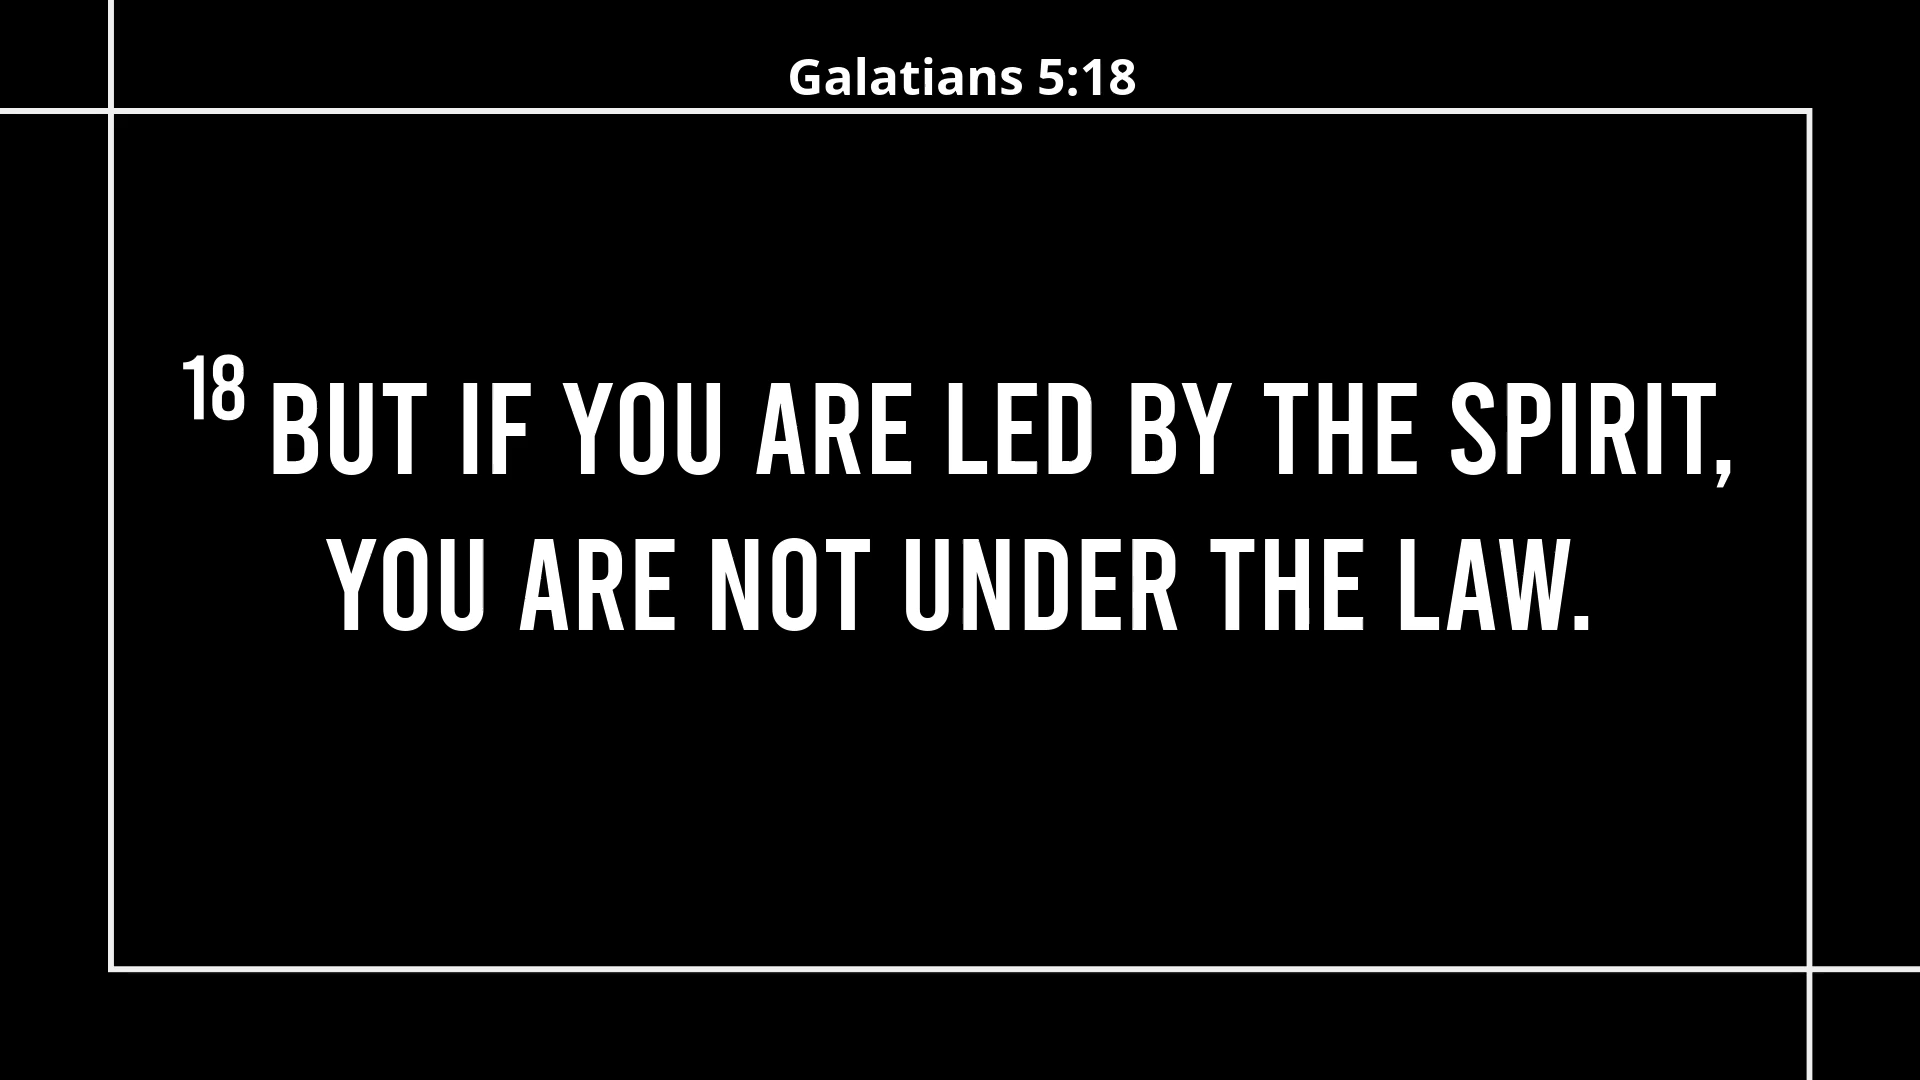 Galatians 5:18
18 BUT IF YOU ARE LED BY THE SPIRIT,
YOU ARE NOT UNDER THE LAW.